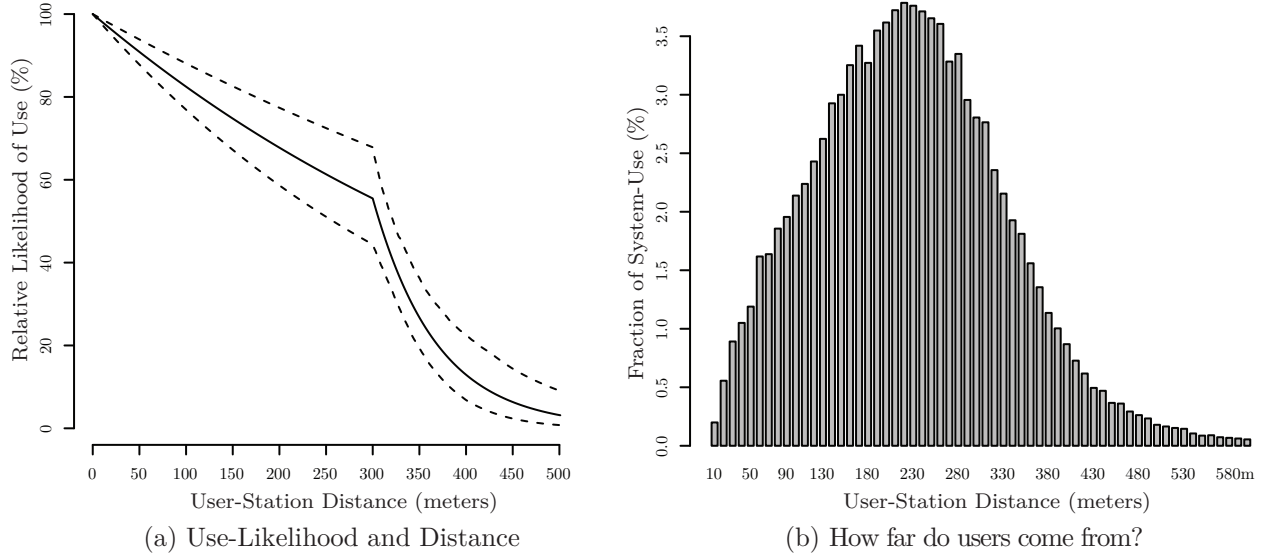 Relative Likelihood of Use (%)
100
80
60
40
20
0
0 50 100 150 200 250 300 350 400 450 500
User-Station Distance (meters)
(a) Use-Likelihood and Distance
Fraction of System-Use (%)
3.5
3.0
2.5
2.0
1.5
1.0
0.5
0.0
10 50 90 130 180 230 280 330 380 430 480 530 580m
User-Station Distance (meters)
(b) How far do users come from?